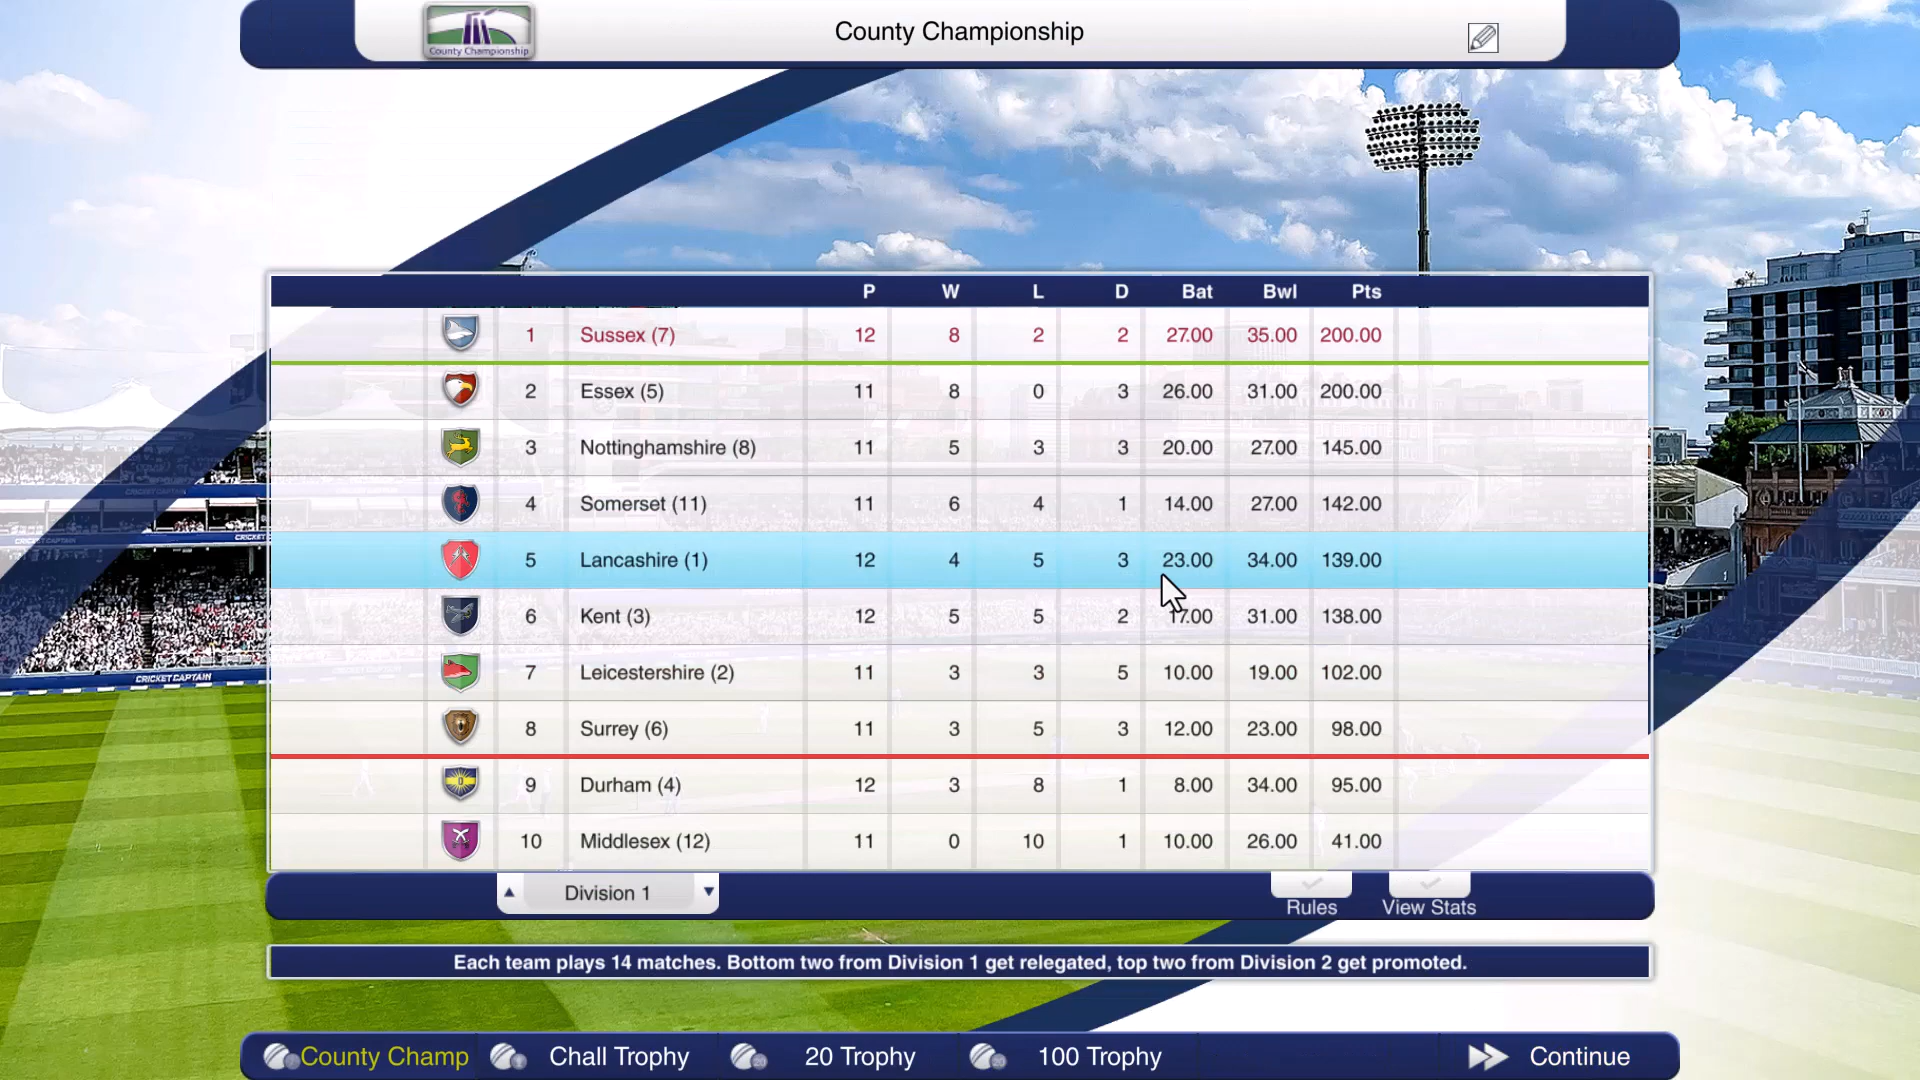 County Championship
County Championship
P W L D Bat Bwl Pts
1 Sussex (7) 12 8 2 2 27.00 35.00 200.00
2 Essex (5) 11 8 0 3 26.00 31.00 200.00
3 Nottinghamshire (8) 11 5 3 3 20.00 27.00 145.00
4 Somerset (11) 11 6 4 1 14.00 27.00 142.00
5 Lancashire (1) 12 4 5 3 23.00 34.00 139.00
6 Kent (3) 12 5 5 2 17.00 31.00 138.00
7 Leicestershire (2) 11 3 3 5 10.00 19.00 102.00
8 Surrey (6) 11 3 5 3 12.00 23.00 98.00
9 Durham (4) 12 3 8 1 8.00 34.00 95.00
10 Middlesex (12) 11 0 10 1 10.00 26.00 41.00
CRICKET CAPTAIN
Division 1
Rules View Stats
Each team plays 14 matches. Bottom two from Division 1 get relegated, top two from Division 2 get promoted.
County Champ Chall Trophy 20 Trophy 100 Trophy Continue